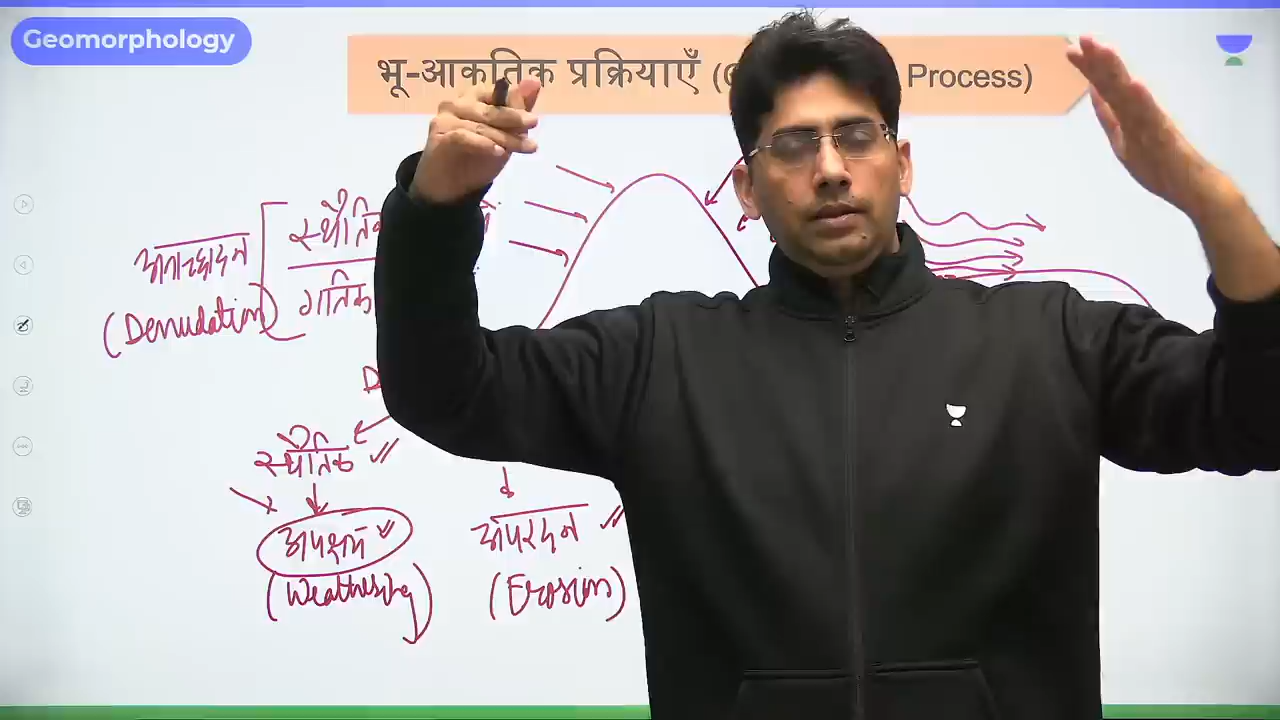 Geomorphology
भू-आकृतिक प्रक्रियाएँ (G Process)
स्थैतिक
अनाच्छादन
गतिक
(Denudation)
D
स्थैतिक
अपक्षय
अपरदन
(Weathering)
(Erosion)